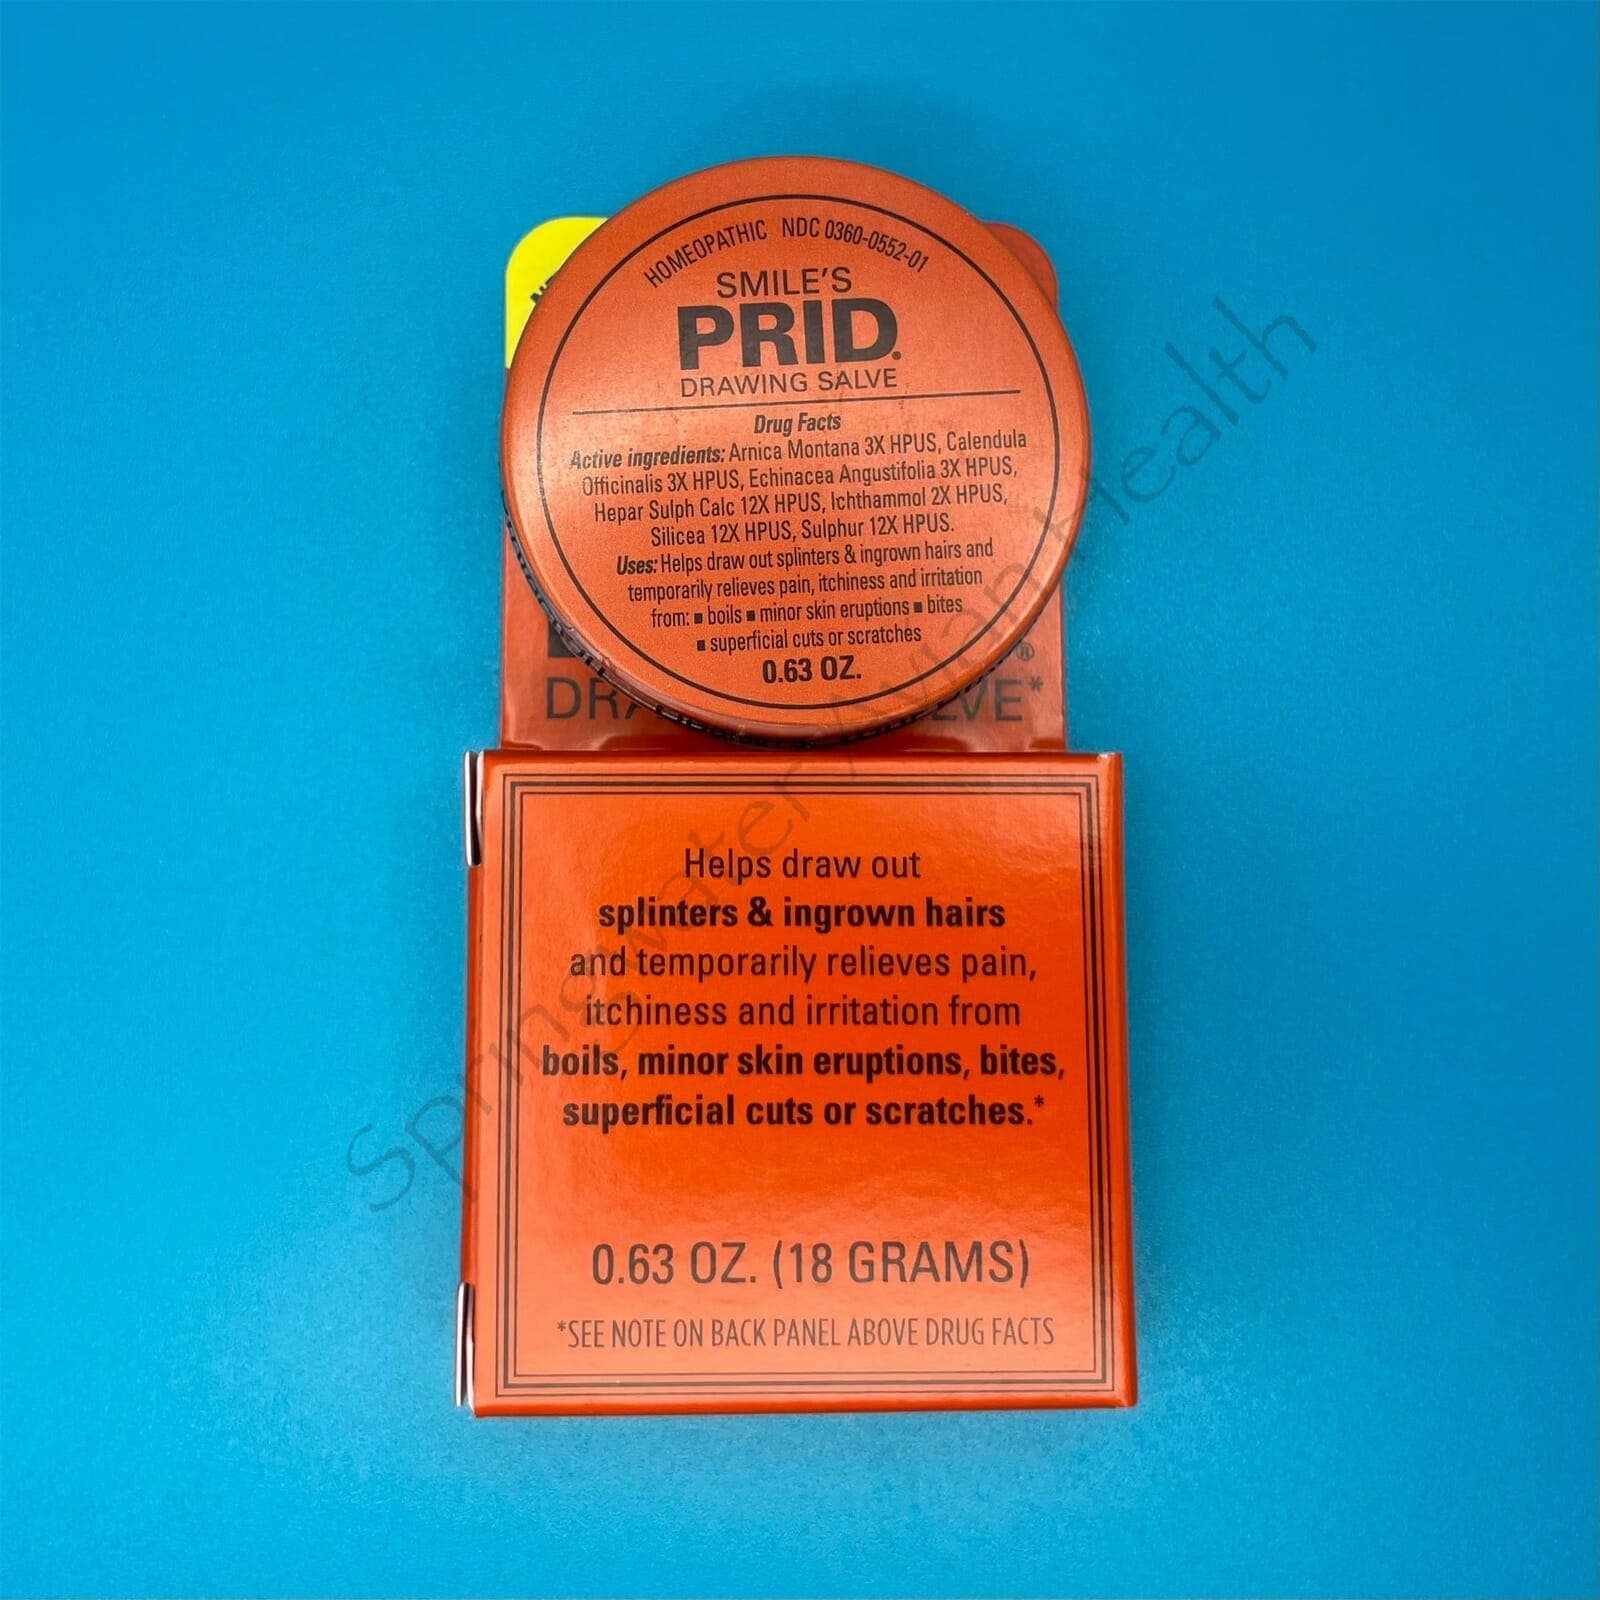 HOMEOPATHIC NDC 0360-0552-01
SMILE'S
PRID®
DRAWING SALVE
Drug Facts
Active ingredients: Arnica Montana 3X HPUS, Calendula
Officinalis 3X HPUS, Echinacea Angustifolia 3X HPUS,
Hepar Sulph Calc 12X HPUS, Ichthammol 2X HPUS,
Silicea 12X HPUS, Sulphur 12X HPUS.
Uses: Helps draw out splinters & ingrown hairs and
temporarily relieves pain, itchiness and irritation
from: ■ boils ■ minor skin eruptions ■ bites
■ superficial cuts or scratches
0.63 OZ.
®
Helps draw out
splinters & ingrown hairs
and temporarily relieves pain,
itchiness and irritation from
boils, minor skin eruptions, bites,
superficial cuts or scratches.*
0.63 OZ. (18 GRAMS)
*SEE NOTE ON BACK PANEL ABOVE DRUG FACTS
Springwater Avian Health